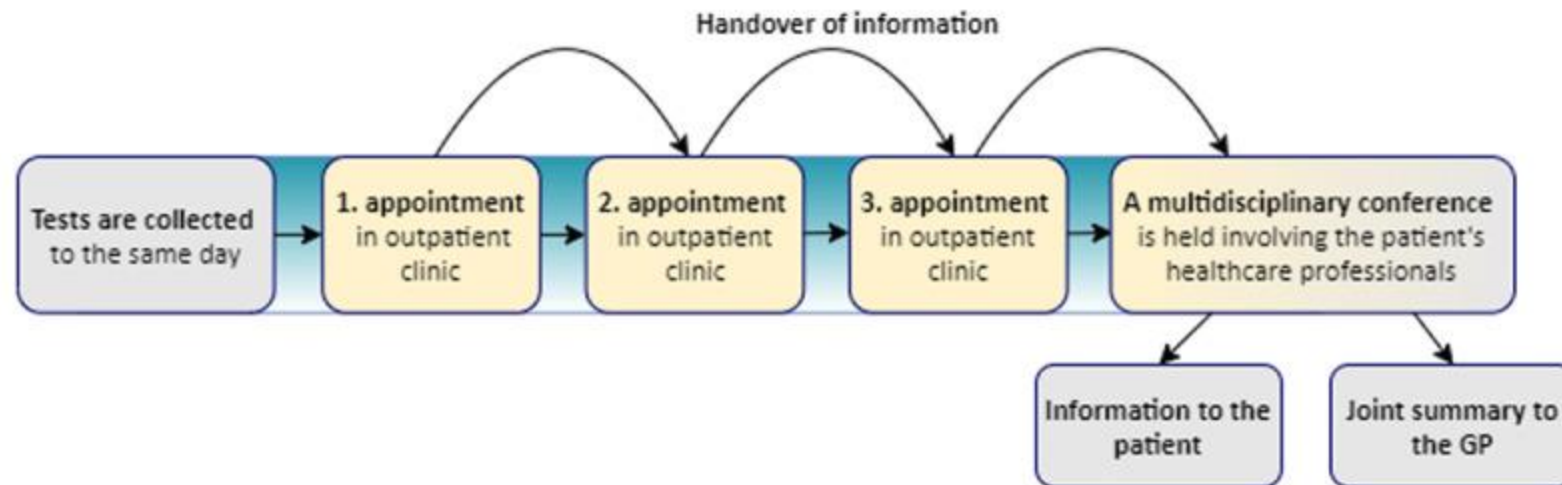 Handover of information
Tests are collected
to the same day
1. appointment
in outpatient
clinic
2. appointment
in outpatient
clinic
3. appointment
in outpatient
clinic
A multidisciplinary conference
is held involving the patient's
healthcare professionals
Information to the
patient
Joint summary to
the GP